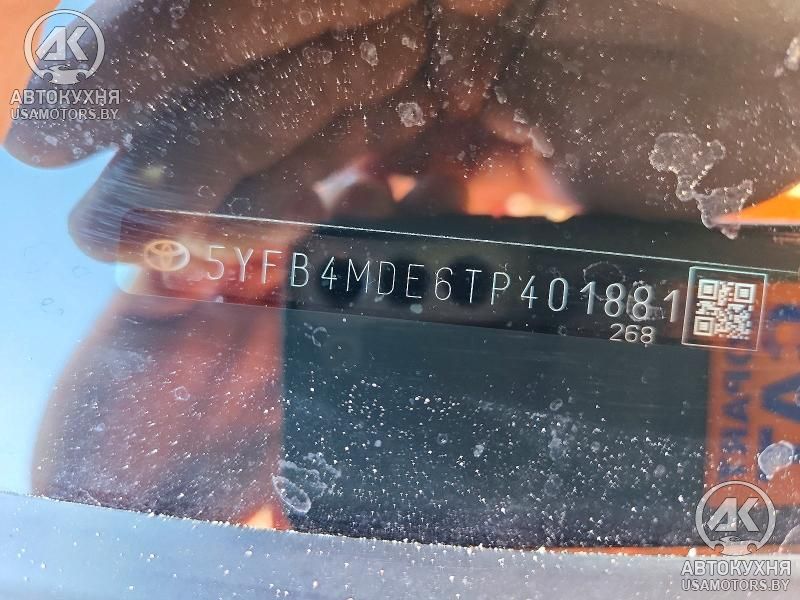 АК
АВТОКУХНЯ
USAMOTORS.BY
5YFB4MDE6TP401881
268
АК
АВТОКУХНЯ
USAMOTORS.BY